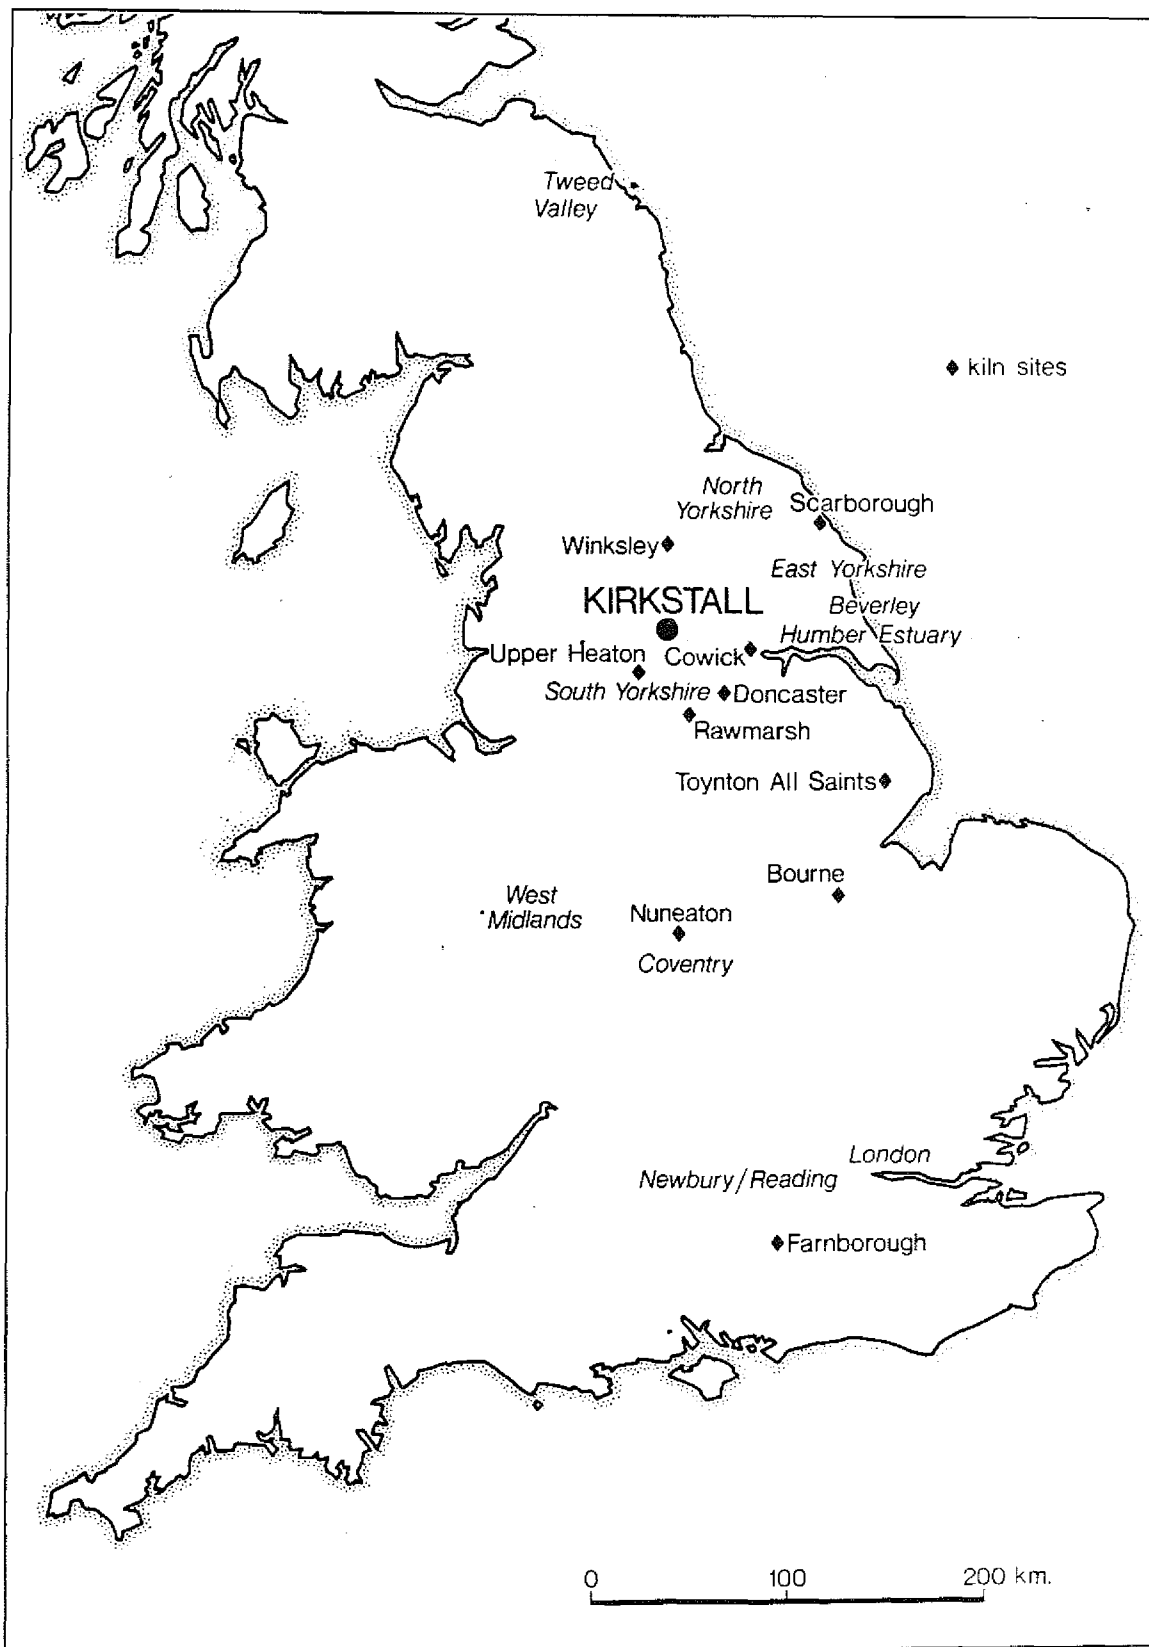 Tweed
Valley
kiln sites
North
Yorkshire
Scarborough
Winksley
East Yorkshire
KIRKSTALL
Beverley
Humber Estuary
Upper Heaton
Cowick
South Yorkshire
Doncaster
Rawmarsh
Toynton All Saints
Bourne
West
Midlands
Nuneaton
Coventry
London
Newbury/Reading
Farnborough
0 100 200 km.